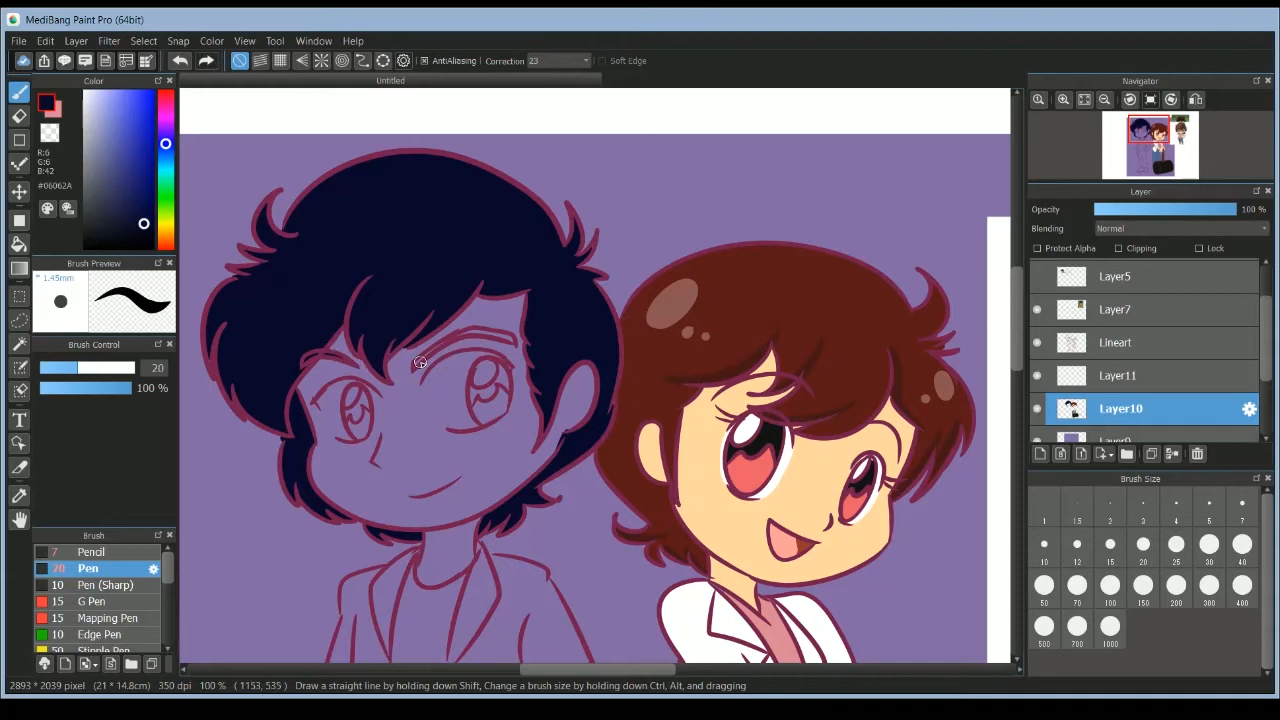 MediBang Paint Pro (64bit)
File Edit Layer Filter Select Snap Color View Tool Window Help
AntiAliasing Correction 23 Soft Edge
Color
Untitled
Navigator
R:6
G:6
B:42
#06062A
Layer
Opacity 100 %
Blending Normal
Protect Alpha Clipping Lock
Brush Preview
1.45mm
Layer5
Layer7
Lineart
Layer11
Layer10
Brush Control
20
100 %
Brush Size
1 1.5 2 3 4 5 7
10 12 15 20 25 30 40
50 70 100 150 200 300 400
500 700 1000
Brush
7 Pencil
20 Pen
10 Pen (Sharp)
15 G Pen
15 Mapping Pen
10 Edge Pen
50 Stipple Pen
2893 * 2039 pixel (21 * 14.8cm) 350 dpi 100 % ( 1153, 535 ) Draw a straight line by holding down Shift, Change a brush size by holding down Ctrl, Alt, and dragging